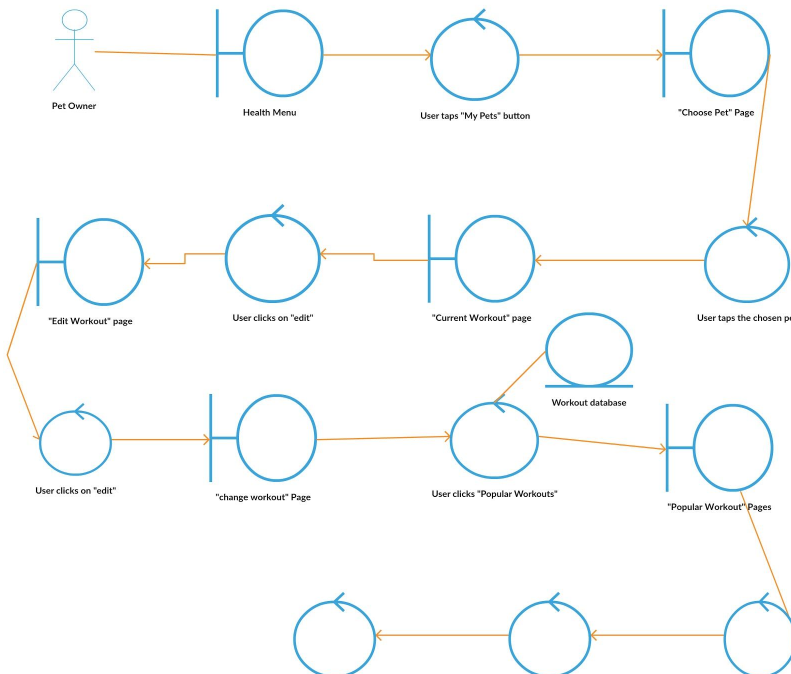 Pet Owner
Health Menu
User taps "My Pets" button
"Choose Pet" Page
"Edit Workout" page
User clicks on "edit"
"Current Workout" page
User taps the chosen
Workout database
User clicks on "edit"
"change workout" Page
User clicks "Popular Workouts"
"Popular Workout" Pages